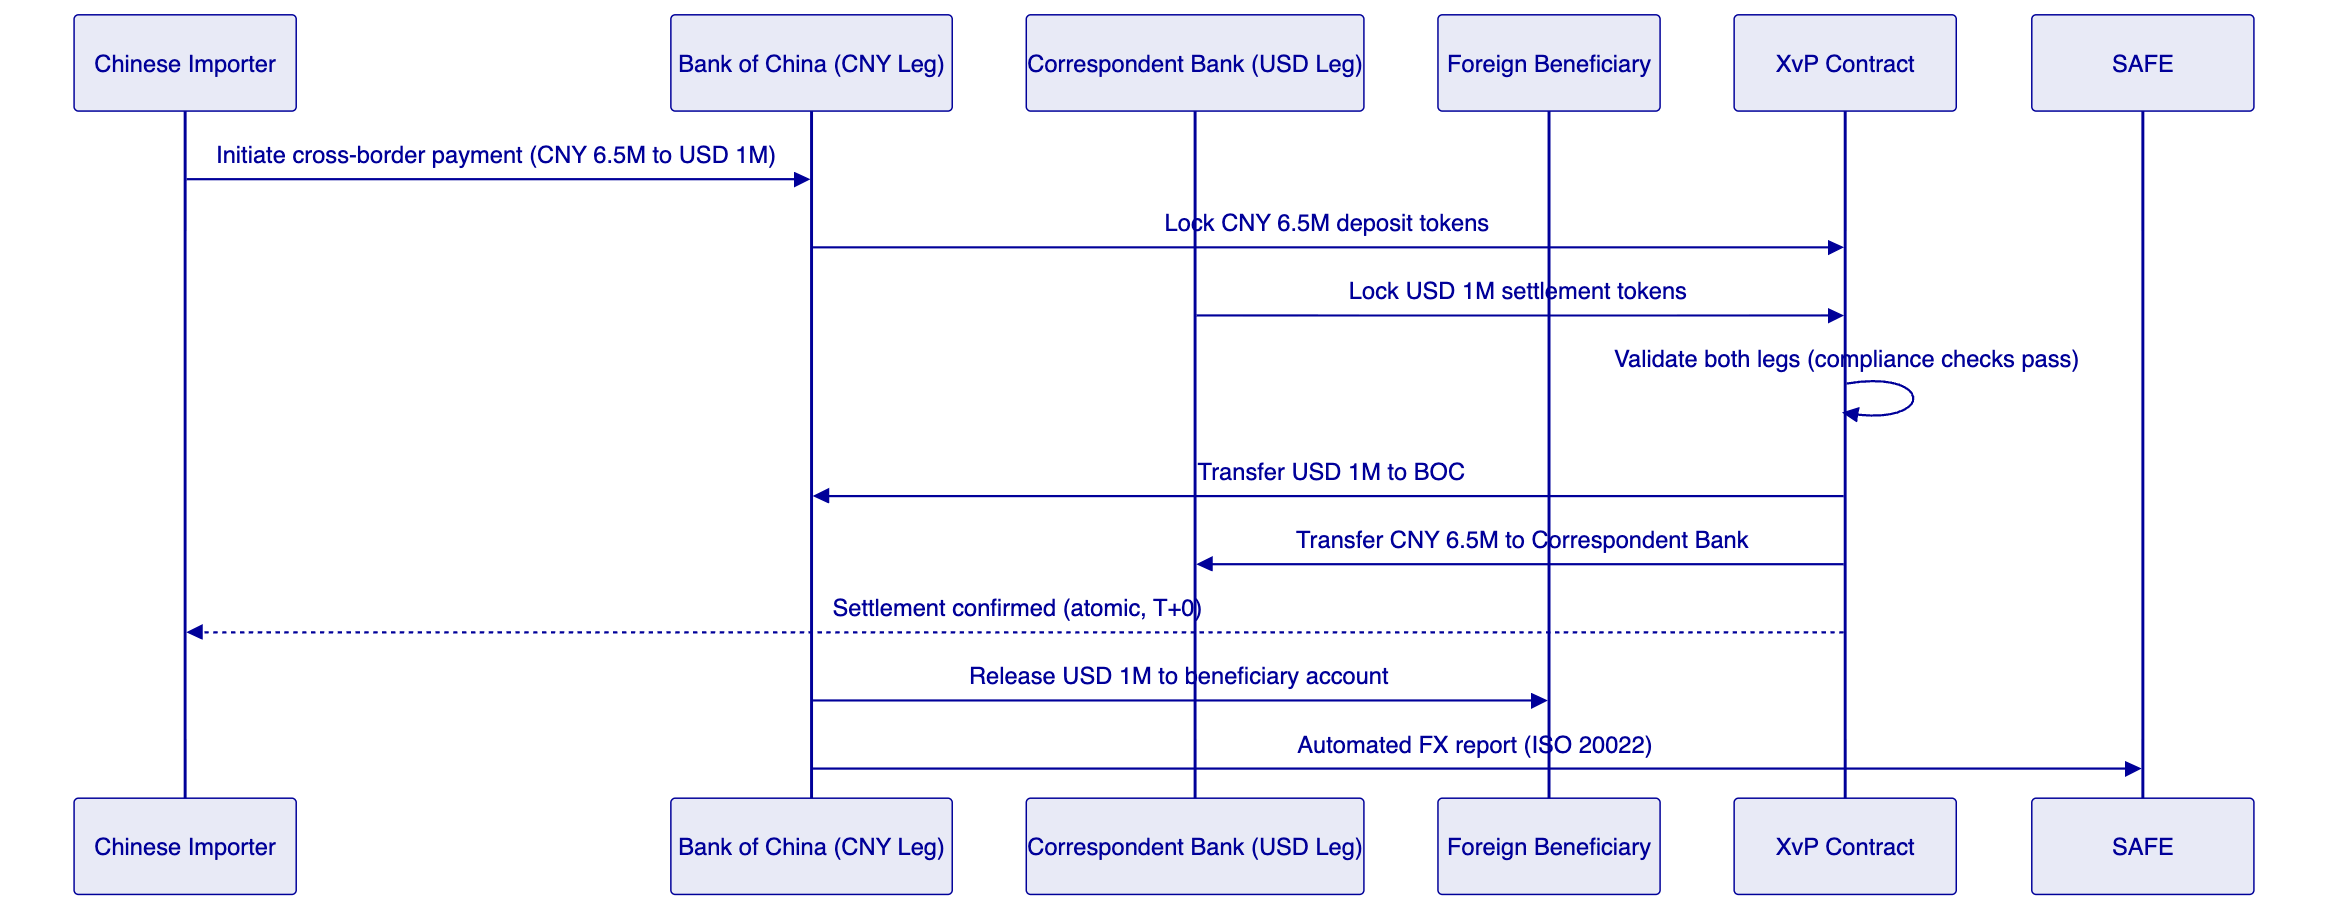 Chinese Importer
Bank of China (CNY Leg)
Correspondent Bank (USD Leg)
Foreign Beneficiary
XvP Contract
SAFE
Initiate cross-border payment (CNY 6.5M to USD 1M)
Lock CNY 6.5M deposit tokens
Lock USD 1M settlement tokens
Validate both legs (compliance checks pass)
Transfer USD 1M to BOC
Transfer CNY 6.5M to Correspondent Bank
Settlement confirmed (atomic, T+0)
Release USD 1M to beneficiary account
Automated FX report (ISO 20022)
Chinese Importer
Bank of China (CNY Leg)
Correspondent Bank (USD Leg)
Foreign Beneficiary
XvP Contract
SAFE